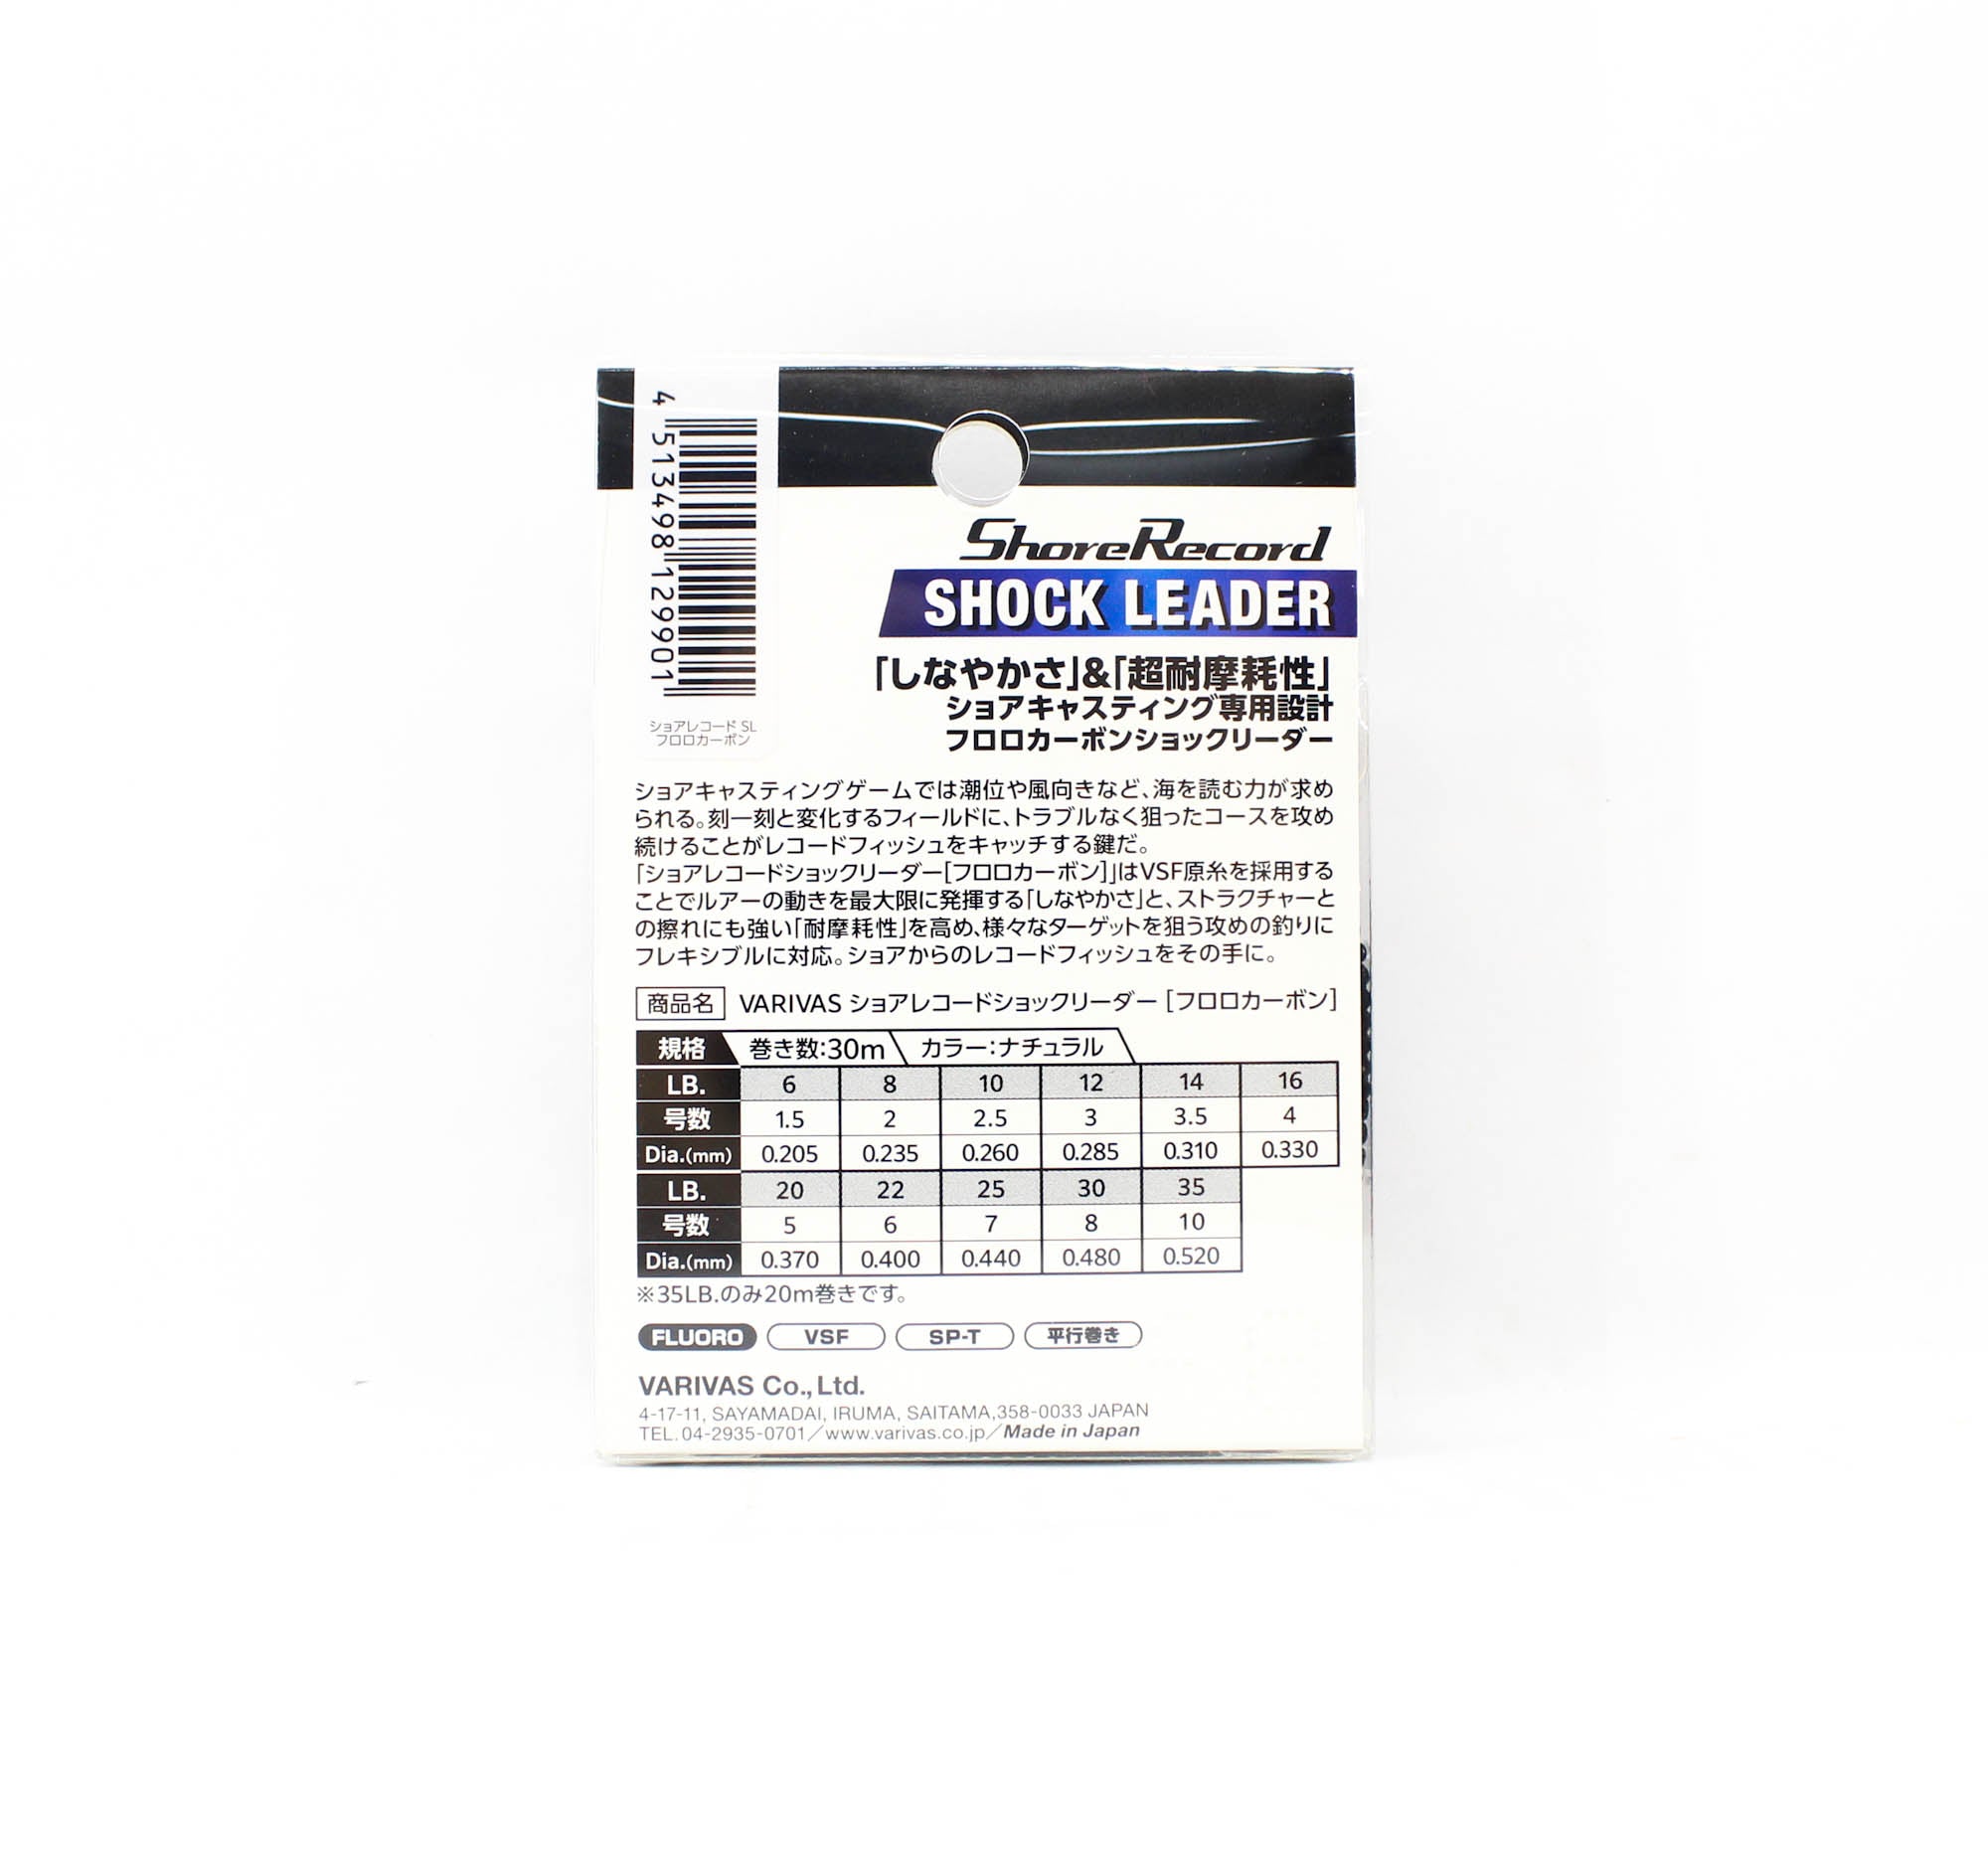 4 513498 129901
ショアレコード SL
フロロカーボン
ShoreRecord
SHOCK LEADER
「しなやかさ」&「超耐摩耗性」
ショアキャスティング専用設計
フロロカーボンショックリーダー
ショアキャスティングゲームでは潮位や風向きなど、海を読む力が求め
られる。刻一刻と変化するフィールドに、トラブルなく狙ったコースを攻め
続けることがレコードフィッシュをキャッチする鍵だ。
「ショアレコードショックリーダー[フロロカーボン]」はVSF原糸を採用する
ことでルアーの動きを最大限に発揮する「しなやかさ」と、ストラクチャーと
の擦れにも強い「耐摩耗性」を高め、様々なターゲットを狙う攻めの釣りに
フレキシブルに対応。ショアからのレコードフィッシュをその手に。
商品名 VARIVAS ショアレコードショックリーダー [フロロカーボン]
規格 巻き数:30m カラー:ナチュラル
LB. 6 8 10 12 14 16
号数 1.5 2 2.5 3 3.5 4
Dia.(mm) 0.205 0.235 0.260 0.285 0.310 0.330
LB. 20 22 25 30 35
号数 5 6 7 8 10
Dia.(mm) 0.370 0.400 0.440 0.480 0.520
※35LB.のみ20m巻きです。
FLUORO VSF SP-T 平行巻き
VARIVAS Co.,Ltd.
4-17-11, SAYAMADAI, IRUMA, SAITAMA,358-0033 JAPAN
TEL.04-2935-0701/www.varivas.co.jp/Made in Japan